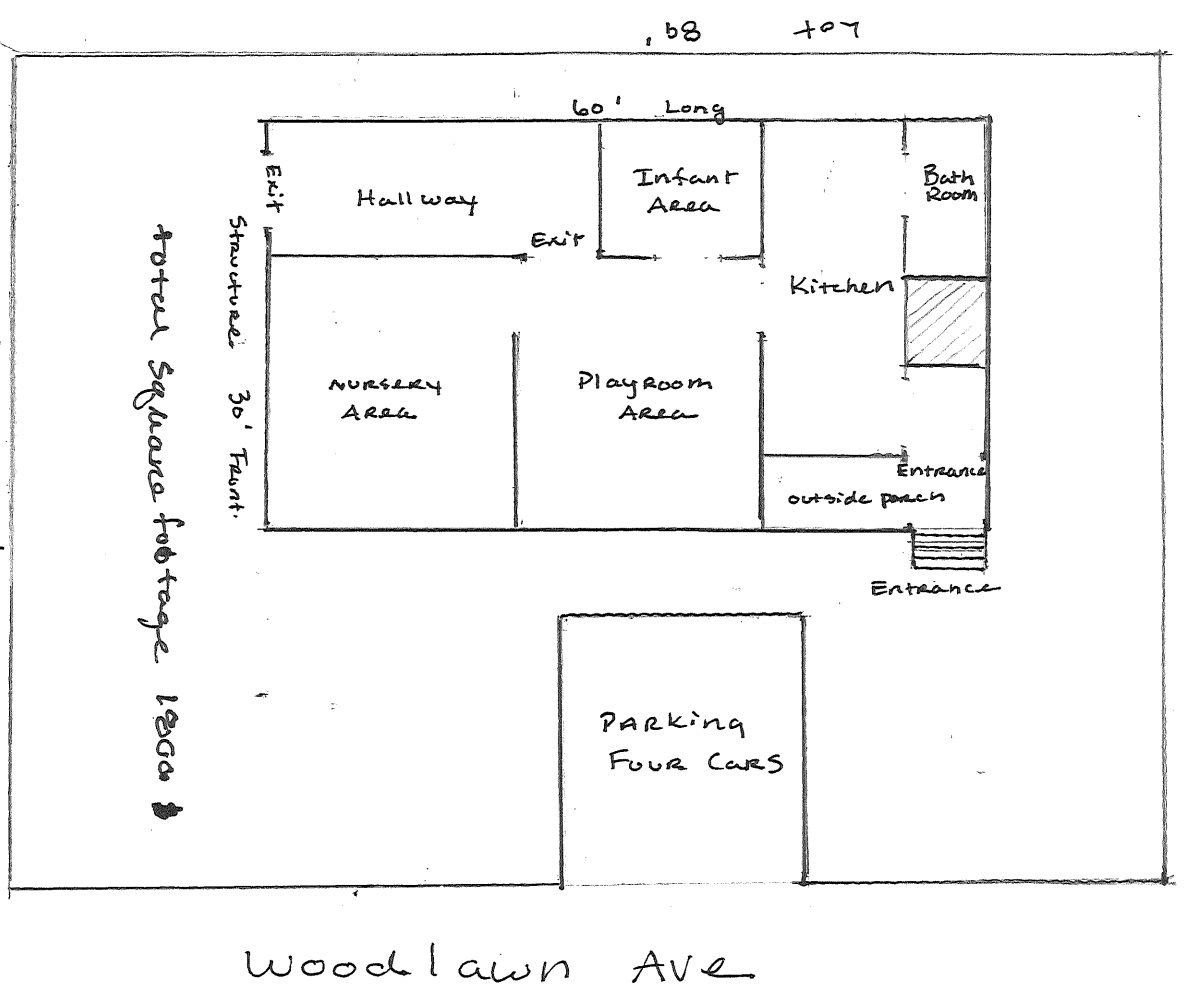 Lot
60' Long
Exit
Hallway
Infant
Area
Bath
Room
Exit
Kitchen
Structure 30' Front.
total Square footage 1800
Nursery
Area
Playroom
Area
Entrance
outside porch
Entrance
Parking
Four Cars
Woodlawn Ave